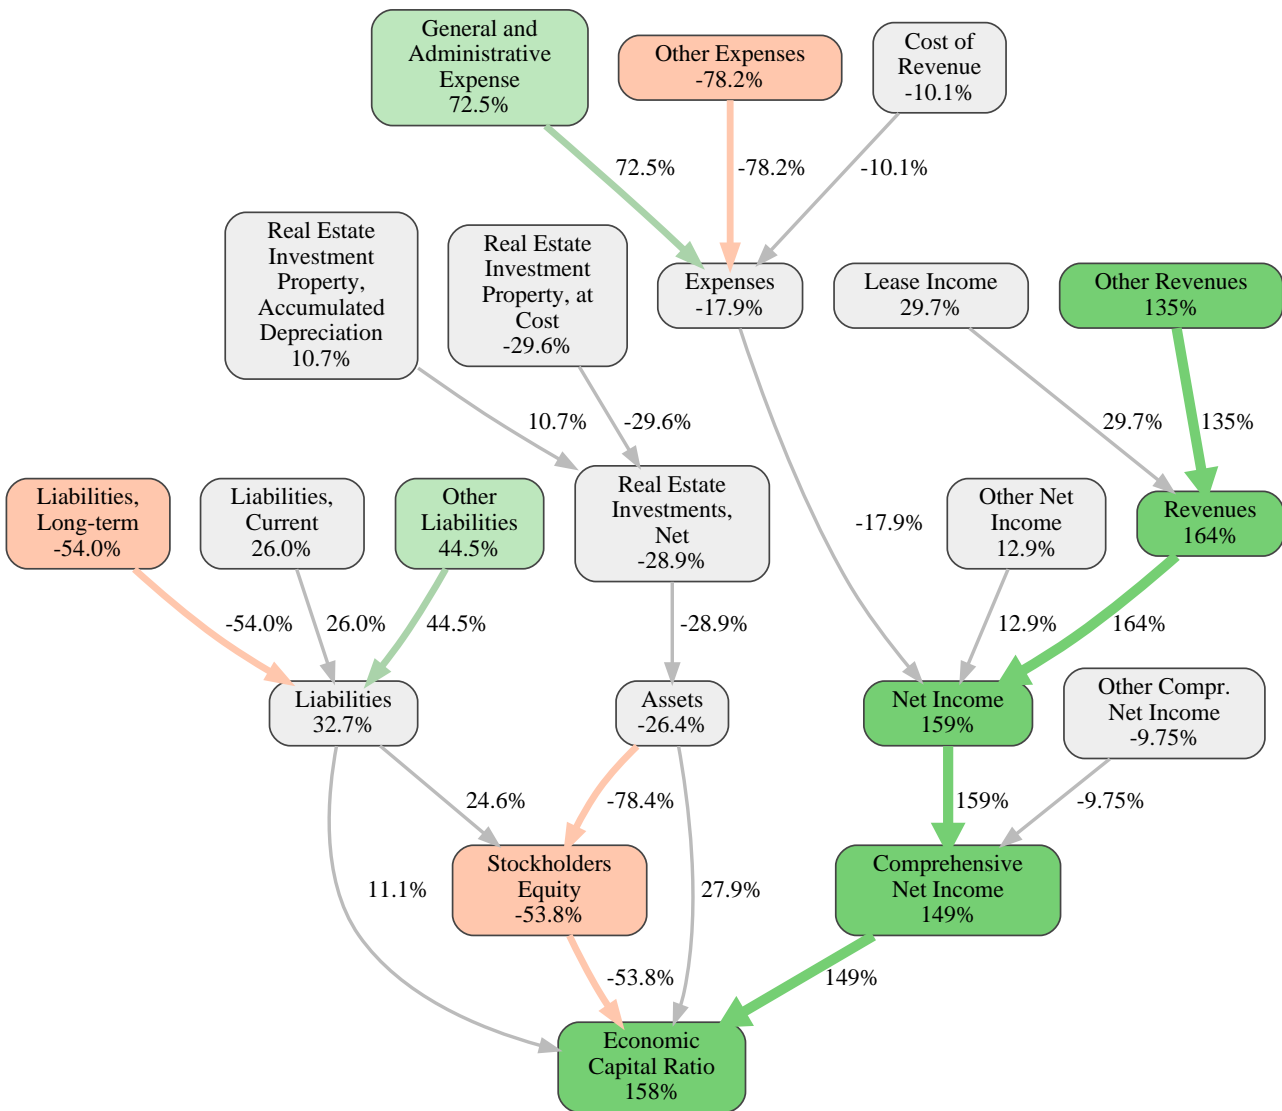 General and
Administrative
Expense
72.5%
Other Expenses
-78.2%
Cost of
Revenue
-10.1%
72.5%
-78.2%
-10.1%
Real Estate
Investment
Property,
Accumulated
Depreciation
10.7%
Real Estate
Investment
Property, at
Cost
-29.6%
Expenses
-17.9%
Lease Income
29.7%
Other Revenues
135%
10.7%
-29.6%
29.7%
135%
Liabilities,
Long-term
-54.0%
Liabilities,
Current
26.0%
Other
Liabilities
44.5%
Real Estate
Investments,
Net
-28.9%
-17.9%
Other Net
Income
12.9%
Revenues
164%
-54.0%
26.0%
44.5%
-28.9%
12.9%
164%
Liabilities
32.7%
Assets
-26.4%
Net Income
159%
Other Compr.
Net Income
-9.75%
24.6%
-78.4%
159%
-9.75%
11.1%
Stockholders
Equity
-53.8%
27.9%
Comprehensive
Net Income
149%
-53.8%
149%
Economic
Capital Ratio
158%